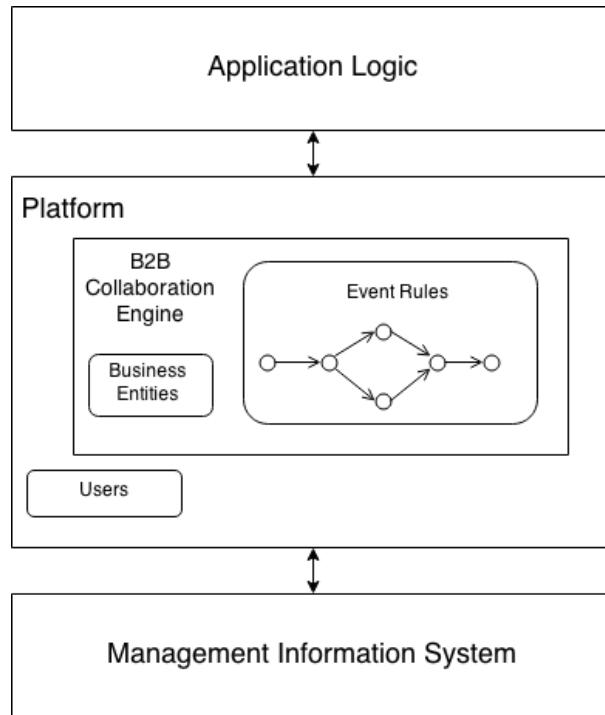 Application Logic
Platform
B2B
Collaboration
Engine
Event Rules
Business
Entities
Users
Management Information System